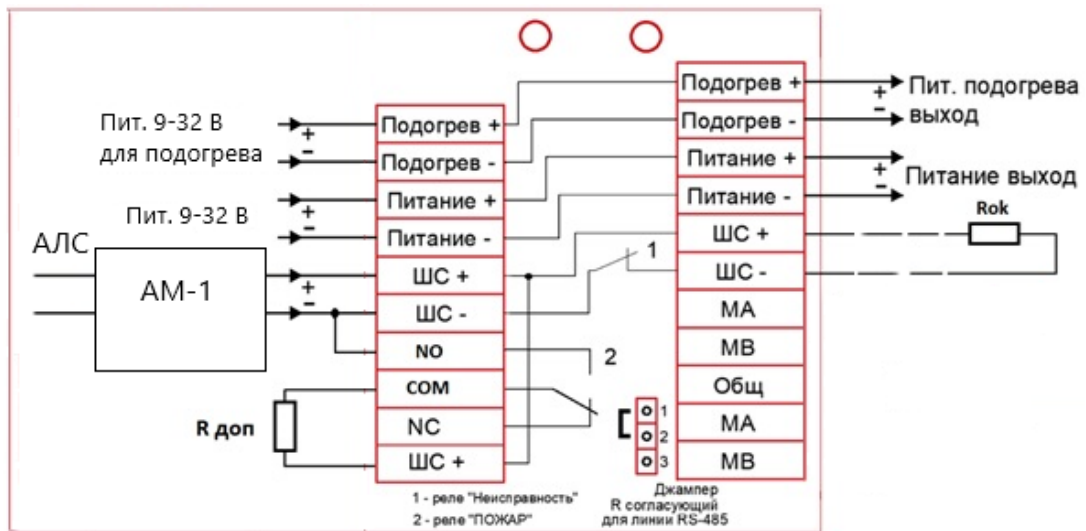 Пит. 9-32 В
для подогрева
Пит. 9-32 В
АЛС
АМ-1
R доп
Подогрев +
Подогрев -
Питание +
Питание -
ШС +
ШС -
NO
COM
NC
ШС +
+
-
+
-
+
-
1
2
1 - реле "Неисправность"
2 - реле "ПОЖАР"
1
2
3
Джампер
R согласующий
для линии RS-485
Подогрев +
Подогрев -
Питание +
Питание -
ШС +
ШС -
МА
МВ
Общ
МА
МВ
+
-
Пит. подогрева
выход
+
-
Питание выход
Rok